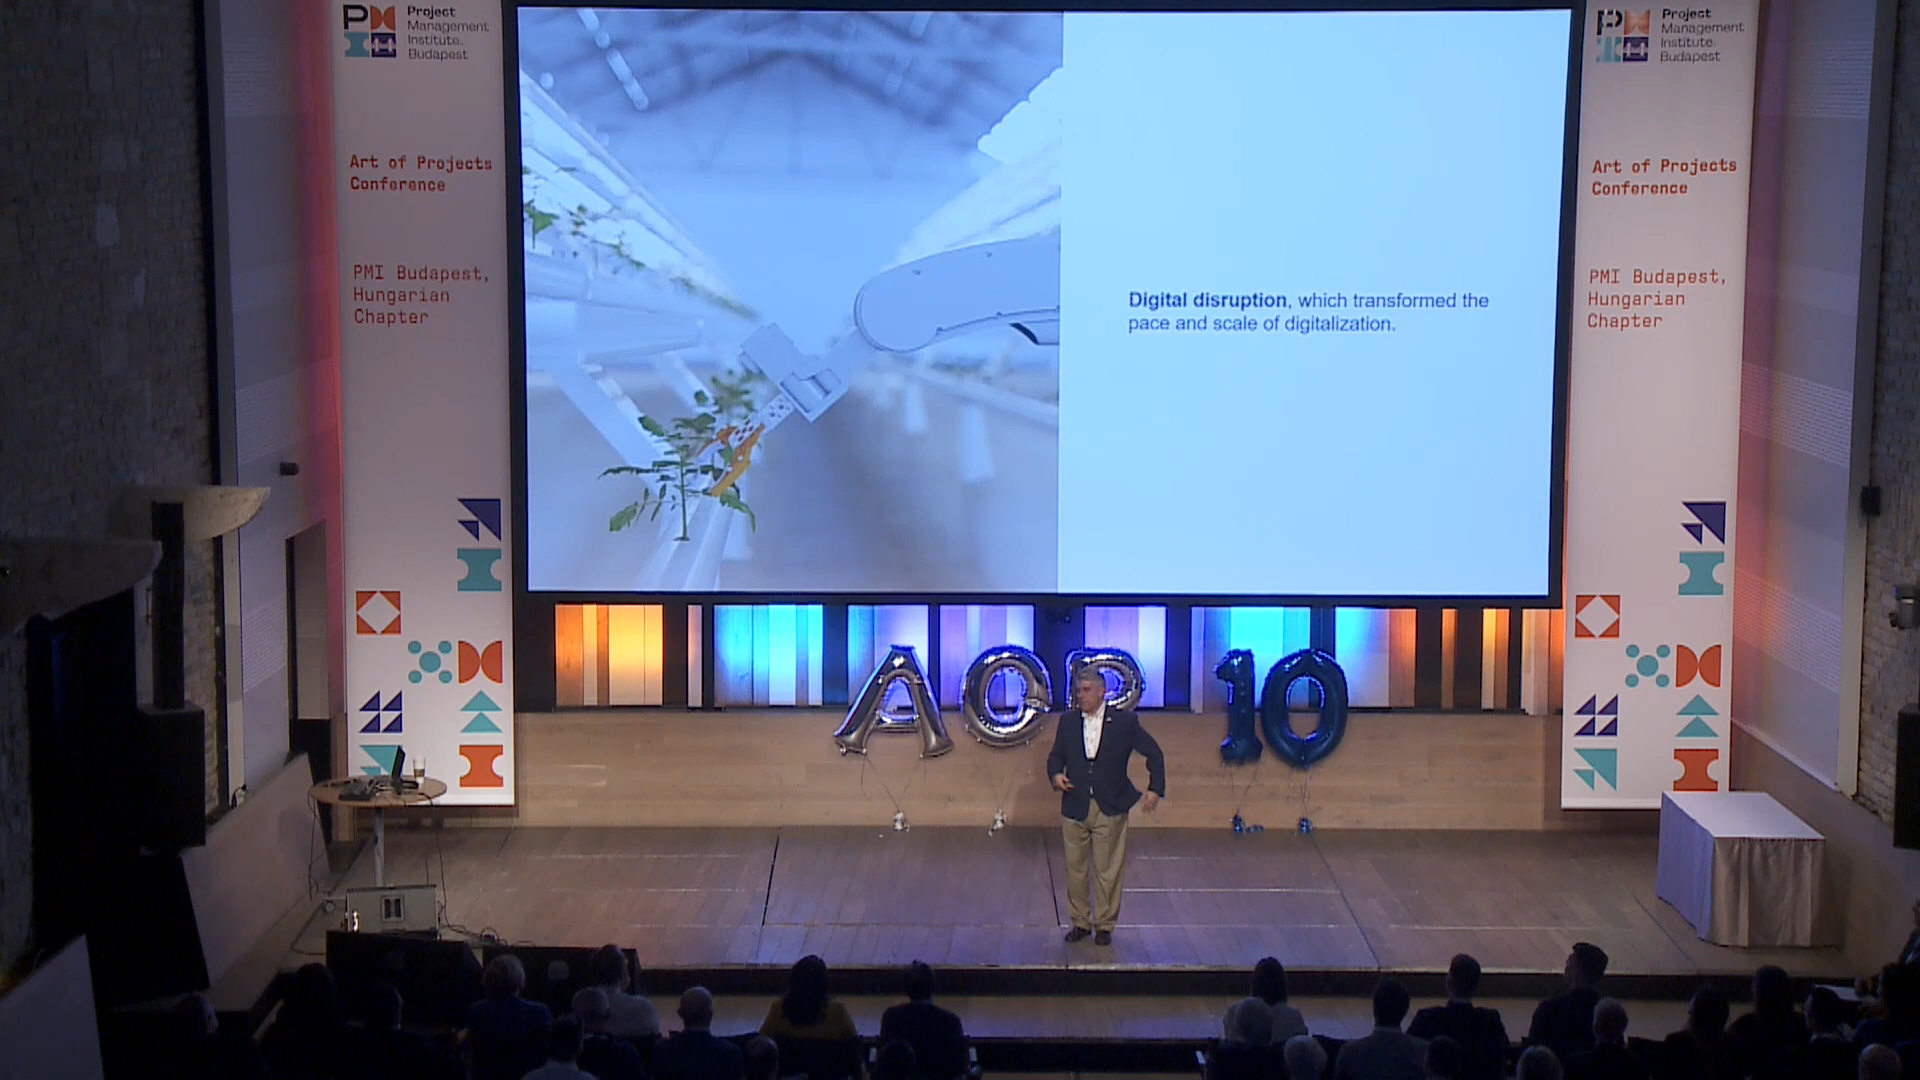 Project
Management
Institute.
Budapest
Art of Projects
Conference
PMI Budapest,
Hungarian
Chapter
Digital disruption, which transformed the
pace and scale of digitalization.
Project
Management
Institute.
Budapest
Art of Projects
Conference
PMI Budapest,
Hungarian
Chapter
AOP 10